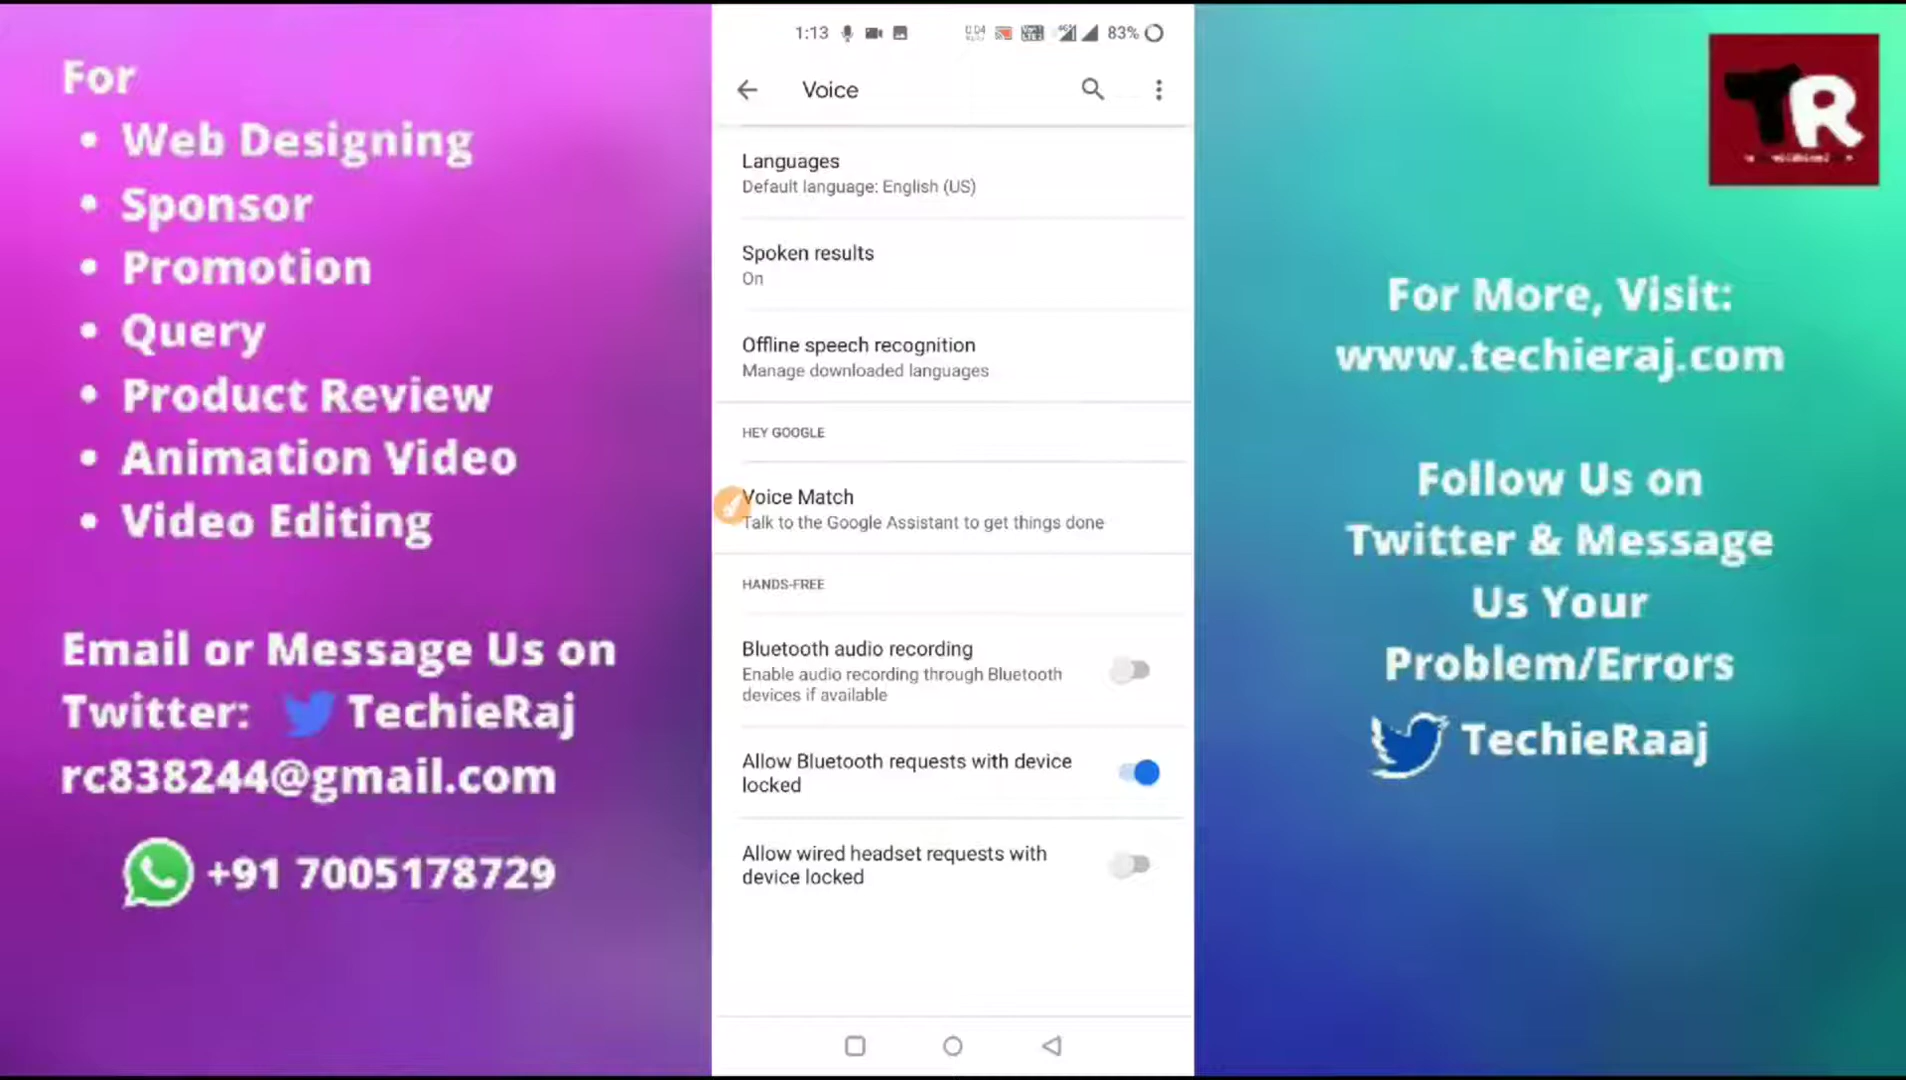 For
• Web Designing
• Sponsor
• Promotion
• Query
• Product Review
• Animation Video
• Video Editing
Email or Message Us on
Twitter: TechieRaj
rc838244@gmail.com
+91 7005178729
1:13
0.04
83%
Voice
Languages
Default language: English (US)
Spoken results
On
Offline speech recognition
Manage downloaded languages
HEY GOOGLE
Voice Match
Talk to the Google Assistant to get things done
HANDS-FREE
Bluetooth audio recording
Enable audio recording through Bluetooth
devices if available
Allow Bluetooth requests with device
locked
Allow wired headset requests with
device locked
TR
For More, Visit:
www.techieraj.com
Follow Us on
Twitter & Message
Us Your
Problem/Errors
TechieRaaj